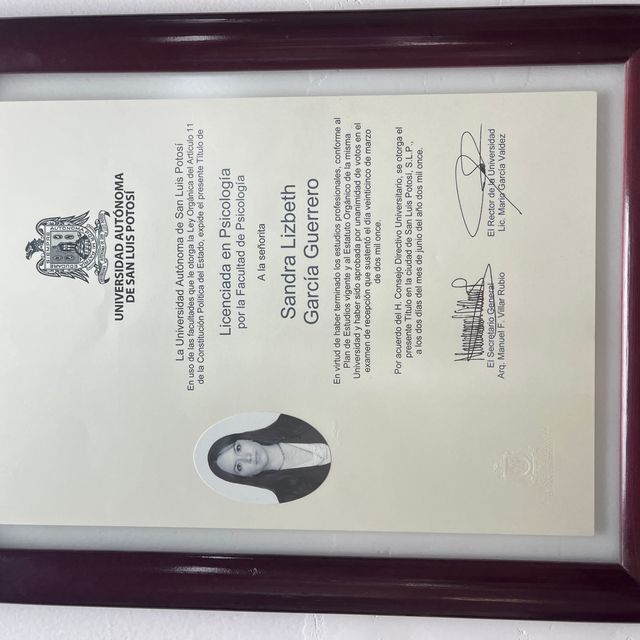 UNIVERSIDAD AUTÓNOMA
DE SAN LUIS POTOSÍ
La Universidad Autónoma de San Luis Potosí
En uso de las facultades que le otorga la Ley Orgánica del Artículo 11
de la Constitución Política del Estado, expide el presente Título de
Licenciada en Psicología
por la Facultad de Psicología
A la señorita
Sandra Lizbeth
García Guerrero
En virtud de haber terminado los estudios profesionales, conforme al
Plan de Estudios vigente y al Estatuto Orgánico de la misma
Universidad y haber sido aprobada por unanimidad de votos en el
examen de recepción que sustentó el día veinticinco de marzo
de dos mil once.
Por acuerdo del H. Consejo Directivo Universitario, se otorga el
presente Título en la ciudad de San Luis Potosí, S.L.P.,
a los dos días del mes de junio del año dos mil once.
El Secretario General
Arq. Manuel F. Villar Rubio
El Rector de la Universidad
Lic. Mario García Valdez